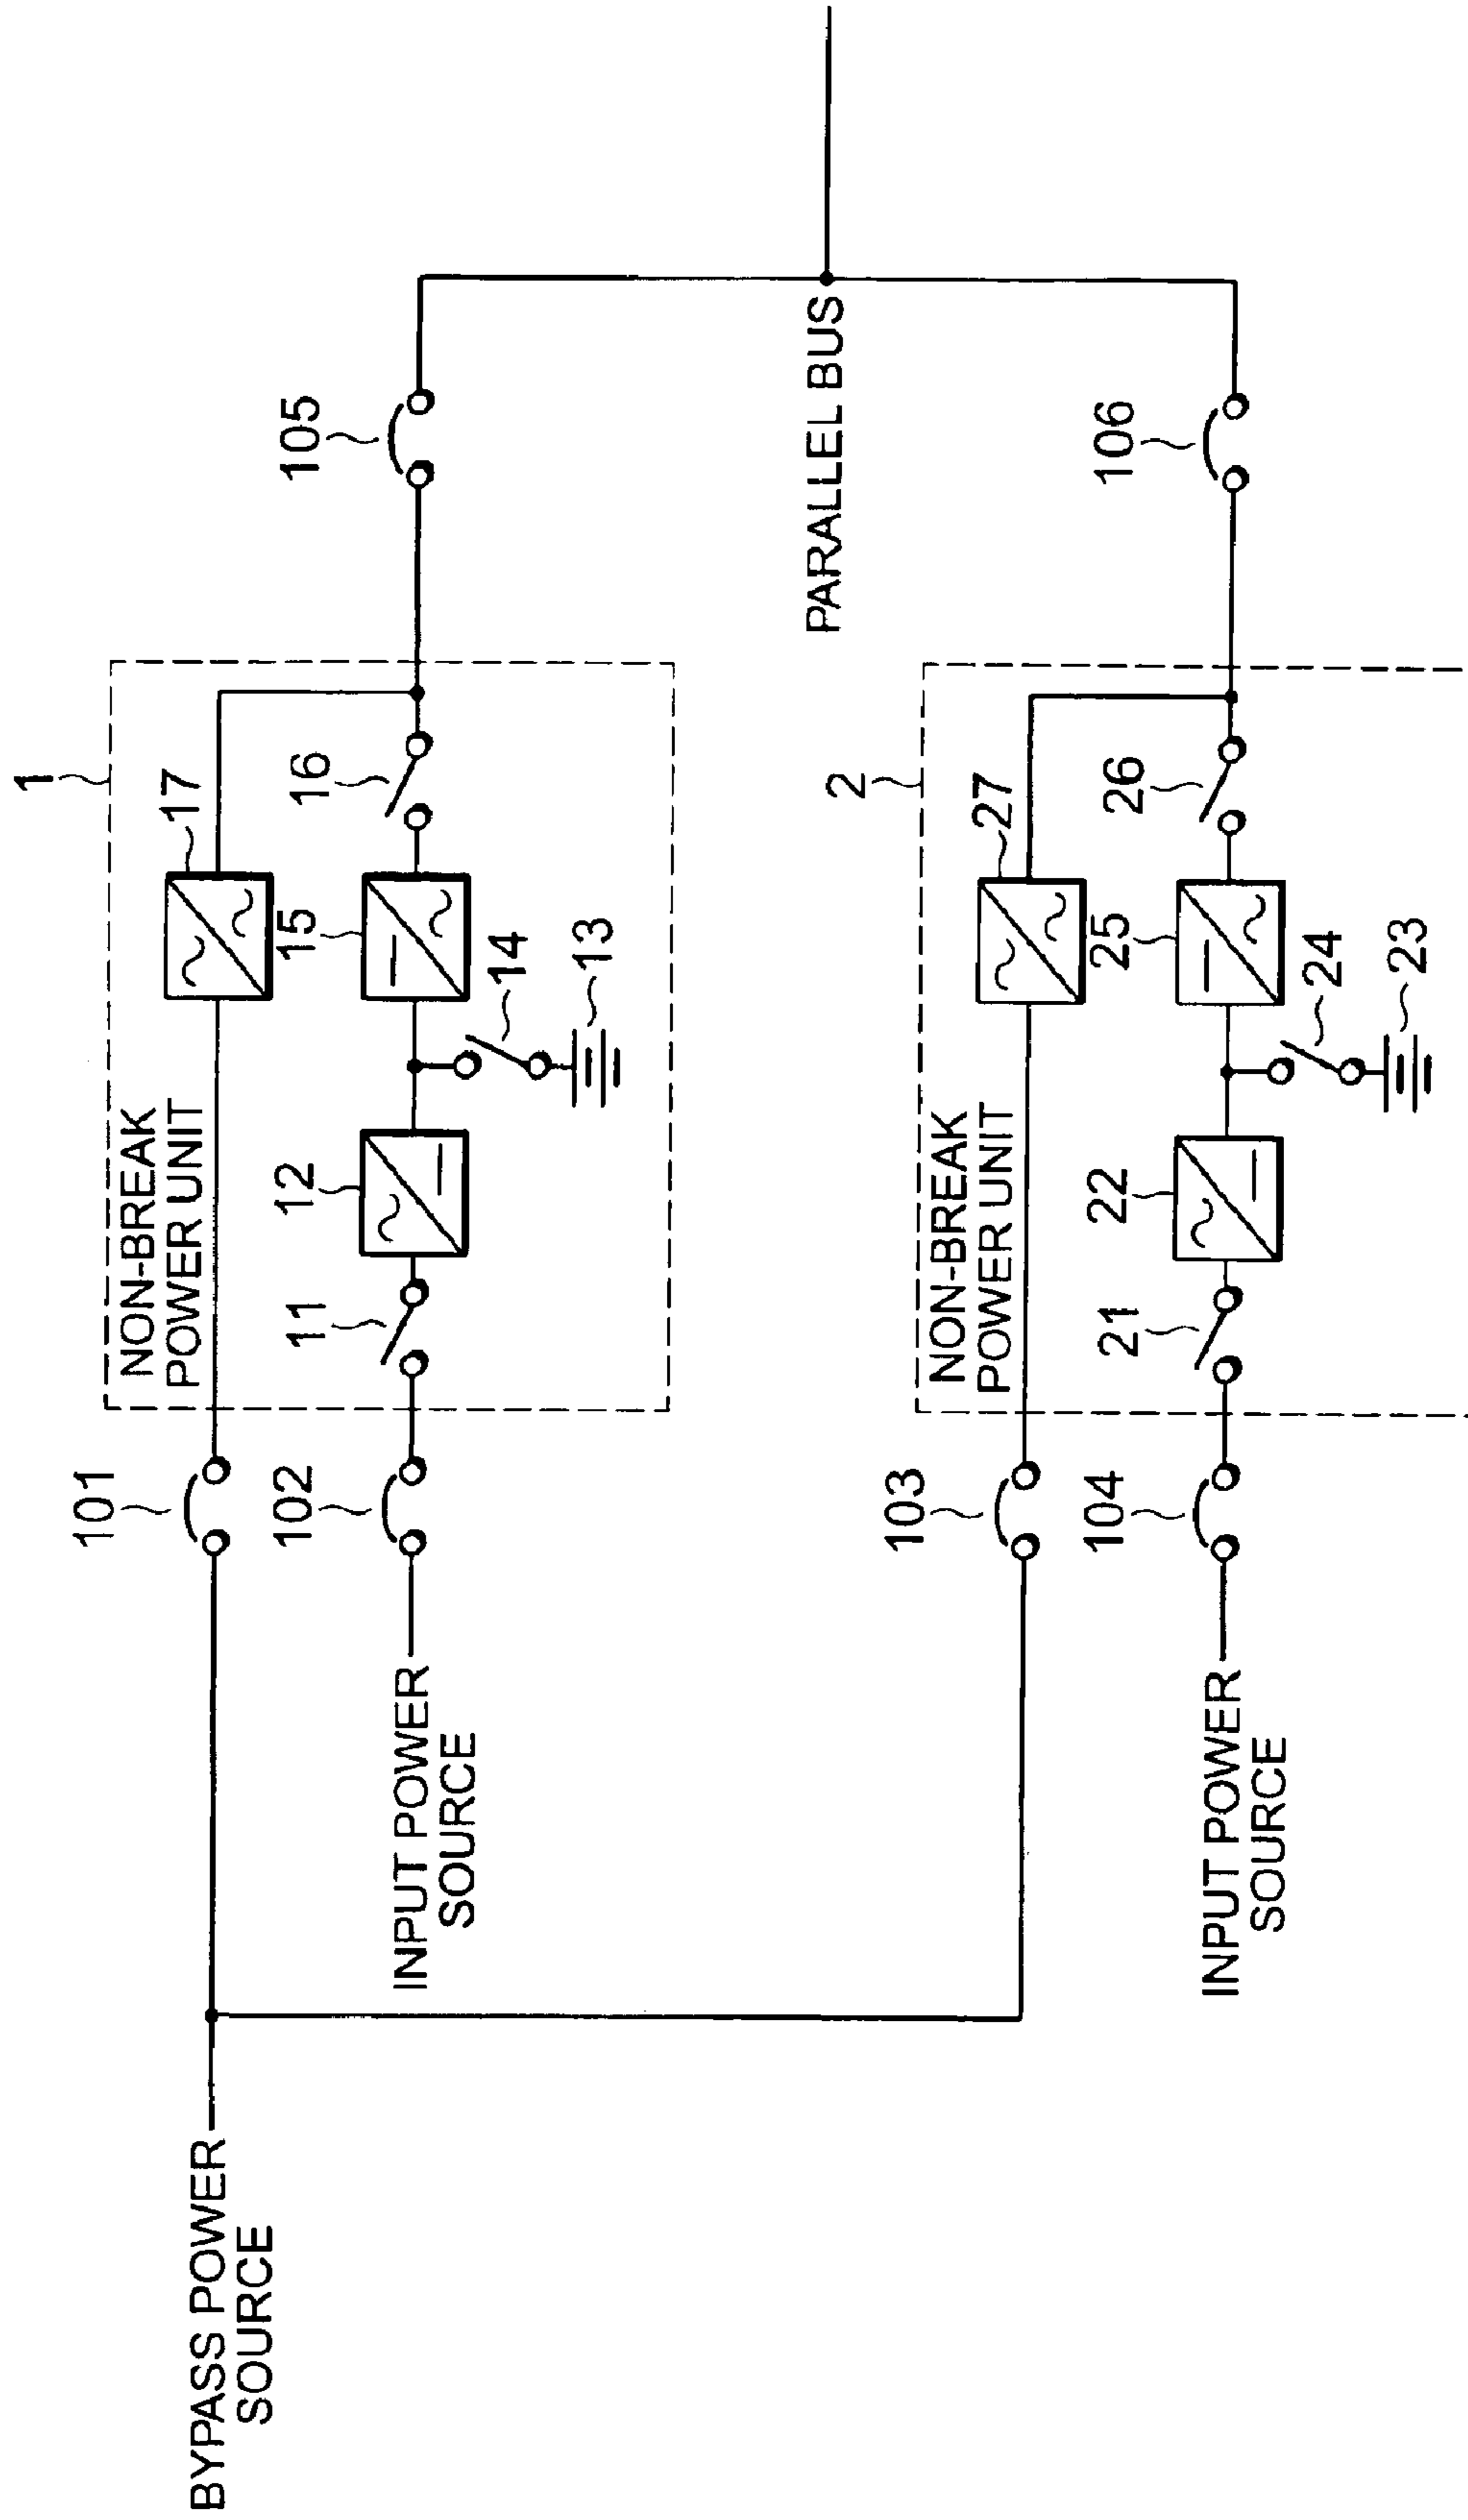 1
NON-BREAK
POWER UNIT
17
16
15
14
13
12
11
101
102
105
BYPASS POWER
SOURCE
INPUT POWER
SOURCE
PARALLEL BUS
2
NON-BREAK
POWER UNIT
27
26
25
24
23
22
21
103
104
106
INPUT POWER
SOURCE